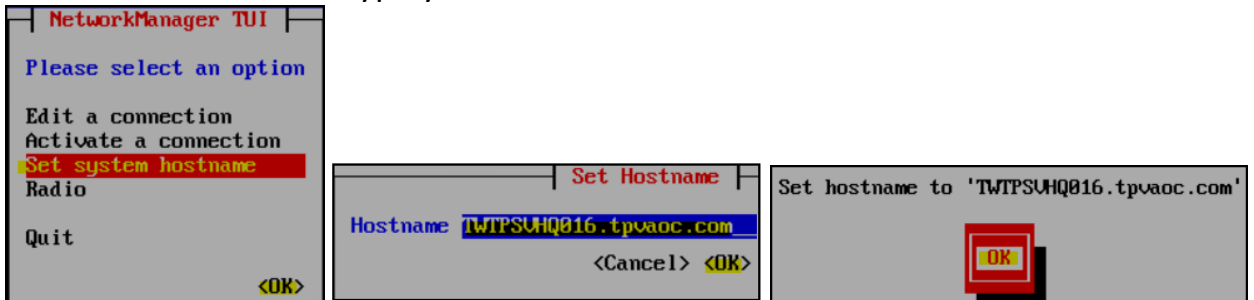 NetworkManager TUI
Please select an option
Edit a connection
Activate a connection
Set system hostname
Radio
Quit
<OK>
Set Hostname
Hostname TWTPSVHQ016.tpvaoc.com
<Cancel> <OK>
Set hostname to 'TWTPSVHQ016.tpvaoc.com'
OK